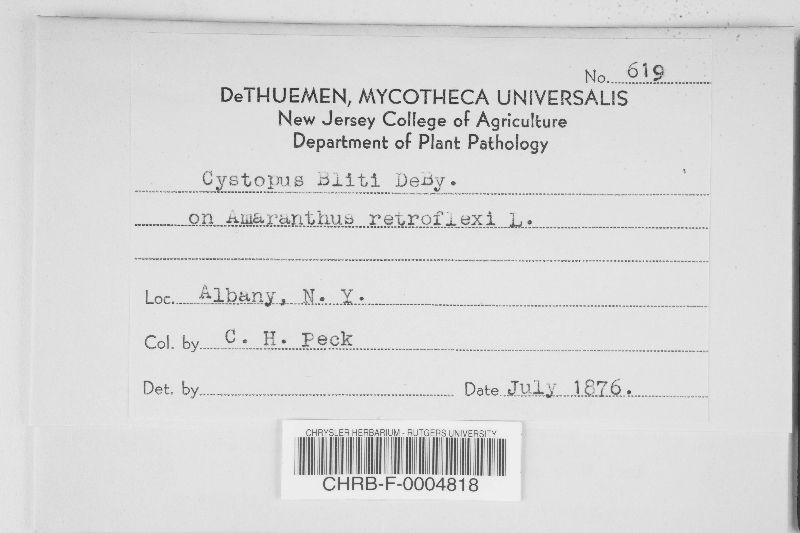 No. 619
DeTHUEMEN, MYCOTHECA UNIVERSALIS
New Jersey College of Agriculture
Department of Plant Pathology
Cystopus Bliti DeBy.
on Amaranthus retroflexi L.
Loc. Albany, N. Y.
Col. by C. H. Peck
Det. by
Date July 1876.
CHRYSLER HERBARIUM - RUTGERS UNIVERSITY
CHRB-F-0004818